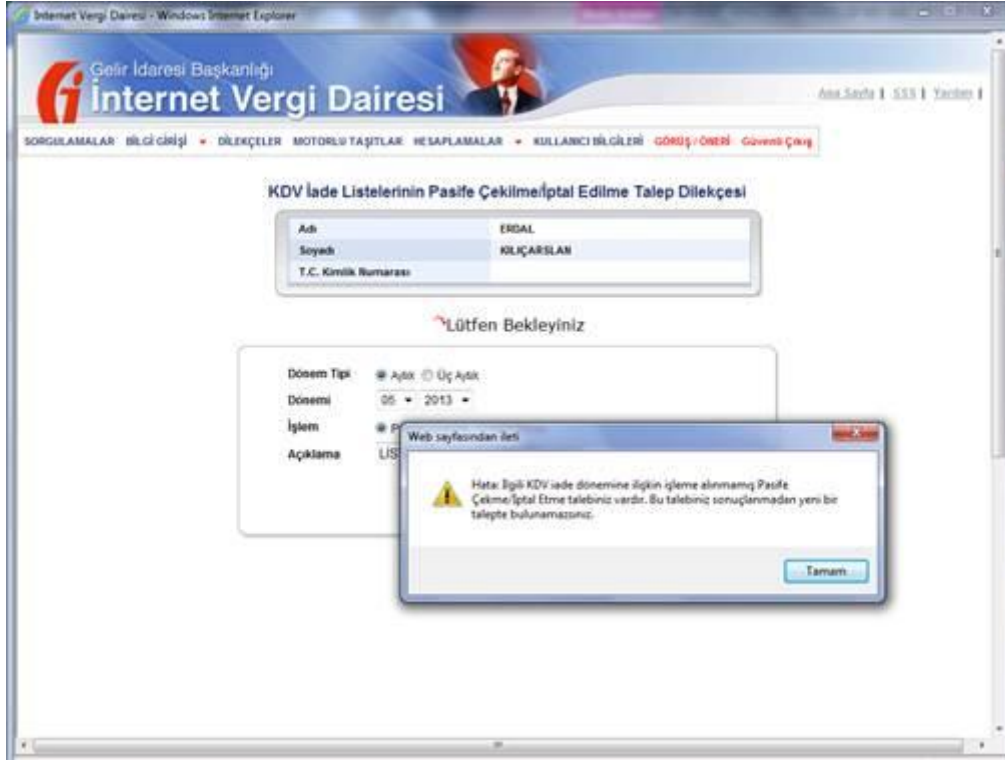 İnternet Vergi Dairesi - Windows Internet Explorer
Gelir İdaresi Başkanlığı
İnternet Vergi Dairesi
Ana Sayfa | SSS | Yardım |
SORGULAMALAR BİLGİ GİRİŞİ DİLEKÇELER MOTORLU TAŞITLAR HESAPLAMALAR KULLANICI BİLGİLERİ GÖRÜŞ / ÖNERİ Güvenli Çıkış
KDV İade Listelerinin Pasife Çekilme/İptal Edilme Talep Dilekçesi
Adı ERDAL
Soyadı KILIÇARSLAN
T.C. Kimlik Numarası
Lütfen Bekleyiniz
Dönem Tipi Aylık Üç Aylık
Dönemi 05 2013
İşlem P
Açıklama LİS
Web sayfasından ileti
Hata: İlgili KDV iade dönemine ilişkin işleme alınmamış Pasife
Çekme/İptal Etme talebiniz vardır. Bu talebiniz sonuçlanmadan yeni bir
talepte bulunamazsınız.
Tamam